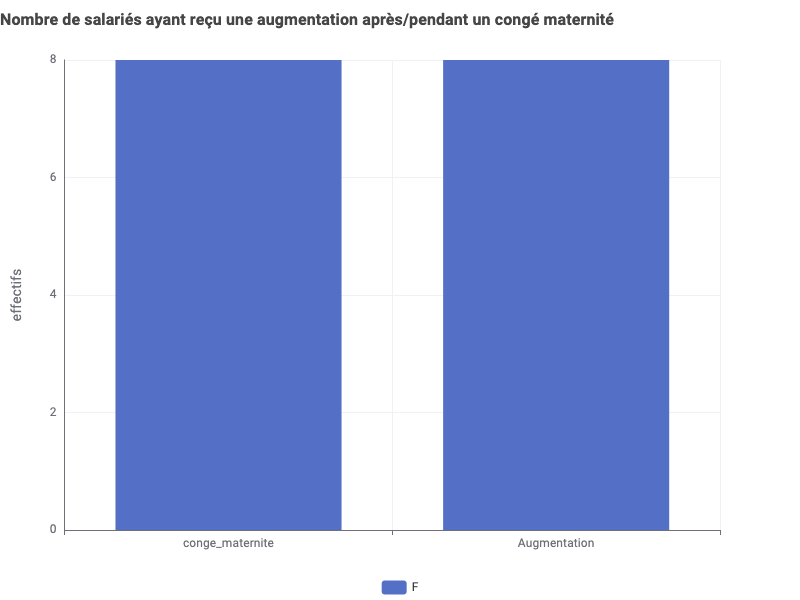 Nombre de salariés ayant reçu une augmentation après/pendant un congé maternité
8
6
4
2
0
effectifs
conge_maternite
Augmentation
F